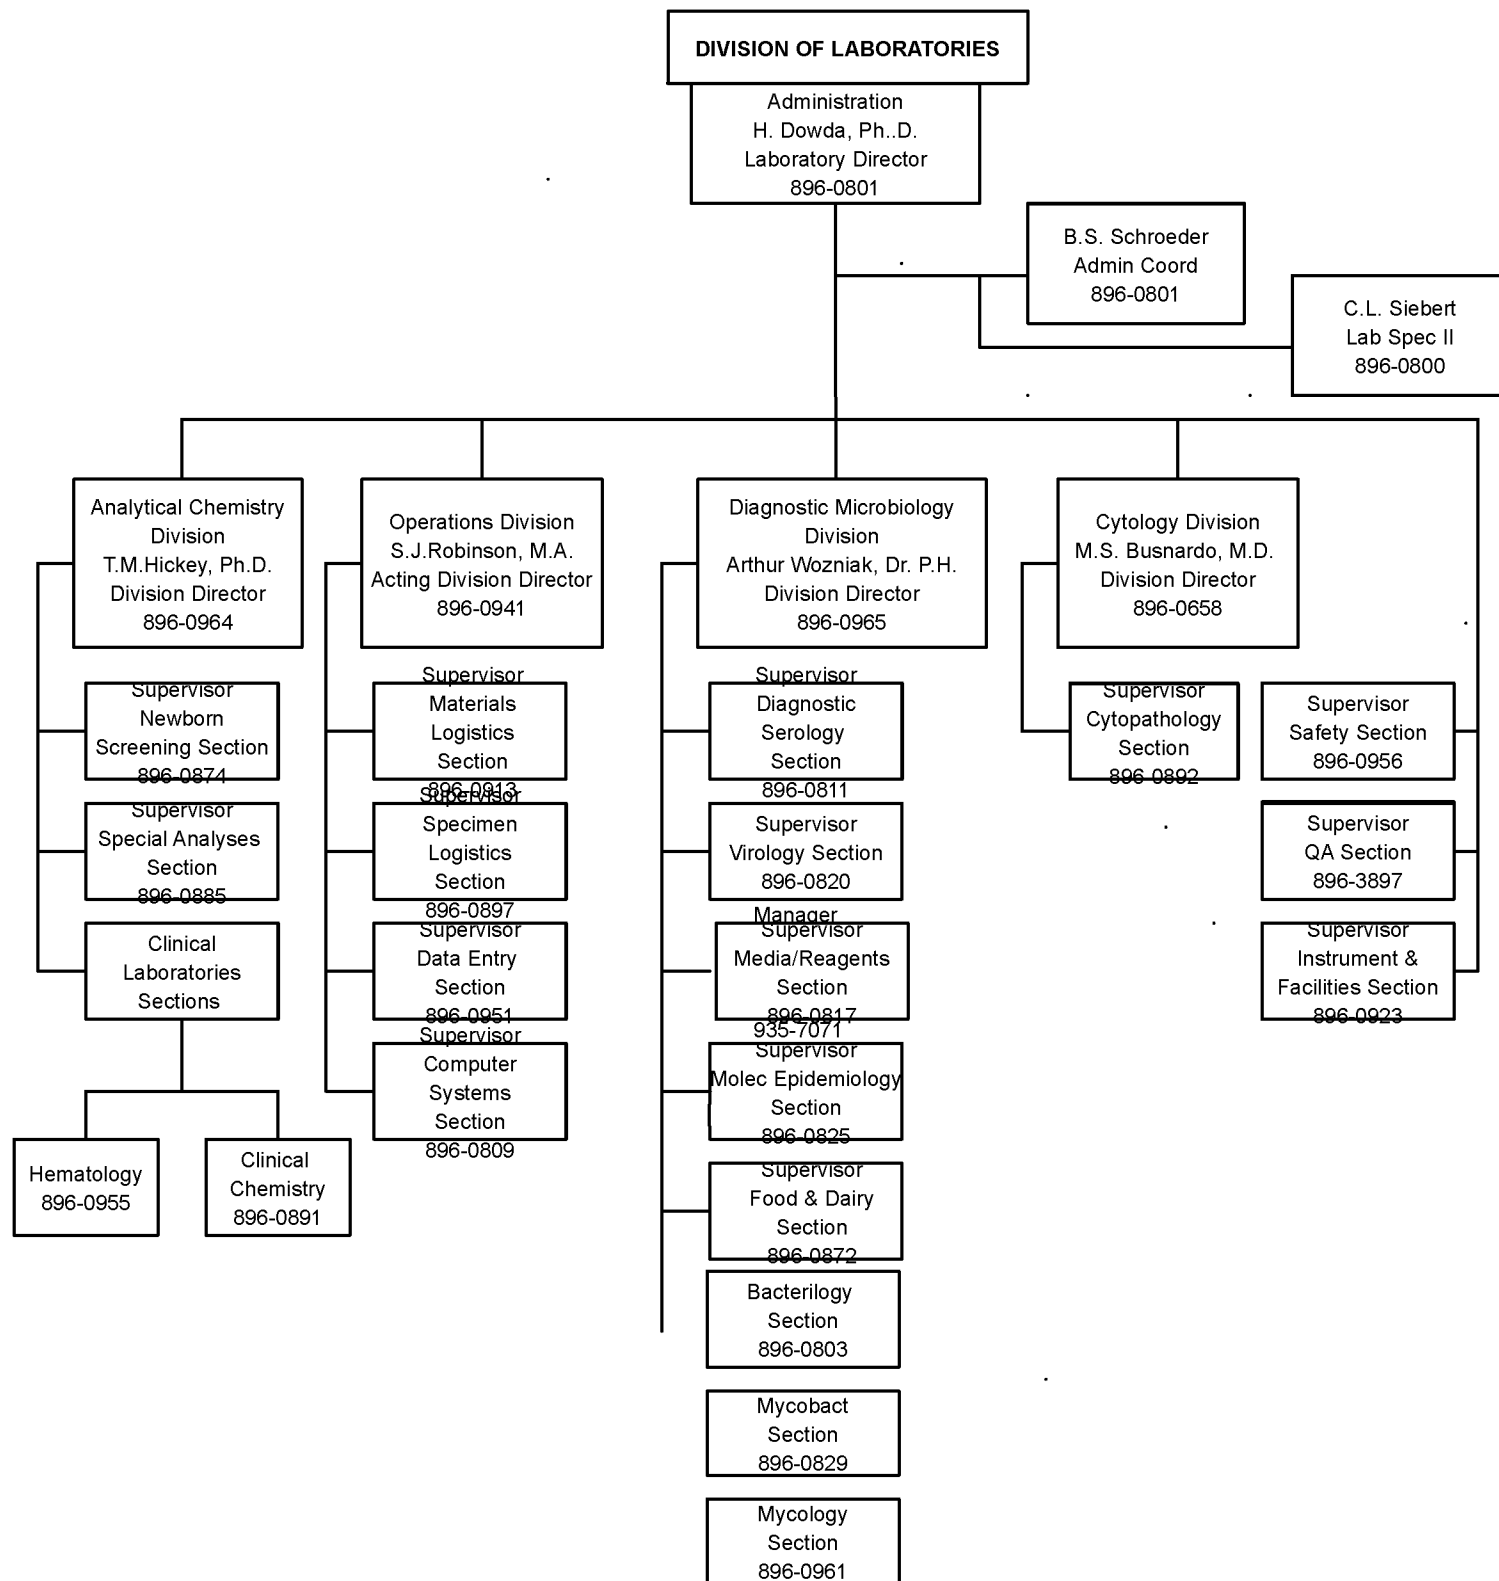 DIVISION OF LABORATORIES
Administration
H. Dowda, Ph..D.
Laboratory Director
896-0801
B.S. Schroeder
Admin Coord
896-0801
C.L. Siebert
Lab Spec II
896-0800
Analytical Chemistry
Division
T.M.Hickey, Ph.D.
Division Director
896-0964
Operations Division
S.J.Robinson, M.A.
Acting Division Director
896-0941
Diagnostic Microbiology
Division
Arthur Wozniak, Dr. P.H.
Division Director
896-0965
Cytology Division
M.S. Busnardo, M.D.
Division Director
896-0658
Supervisor
Newborn
Screening Section
896-0874
Supervisor
Special Analyses
Section
896-0885
Clinical
Laboratories
Sections
Hematology
896-0955
Clinical
Chemistry
896-0891
Supervisor
Materials
Logistics
Section
896-0913
Supervisor
Specimen
Logistics
Section
896-0897
Supervisor
Data Entry
Section
896-0951
Supervisor
Computer
Systems
Section
896-0809
Supervisor
Diagnostic
Serology
Section
896-0811
Supervisor
Virology Section
896-0820
Manager
Supervisor
Media/Reagents
Section
896-0817
935-7071
Supervisor
Molec Epidemiology
Section
896-0825
Supervisor
Food & Dairy
Section
896-0872
Bacterilogy
Section
896-0803
Mycobact
Section
896-0829
Mycology
Section
896-0961
Supervisor
Cytopathology
Section
896-0892
Supervisor
Safety Section
896-0956
Supervisor
QA Section
896-3897
Supervisor
Instrument &
Facilities Section
896-0923